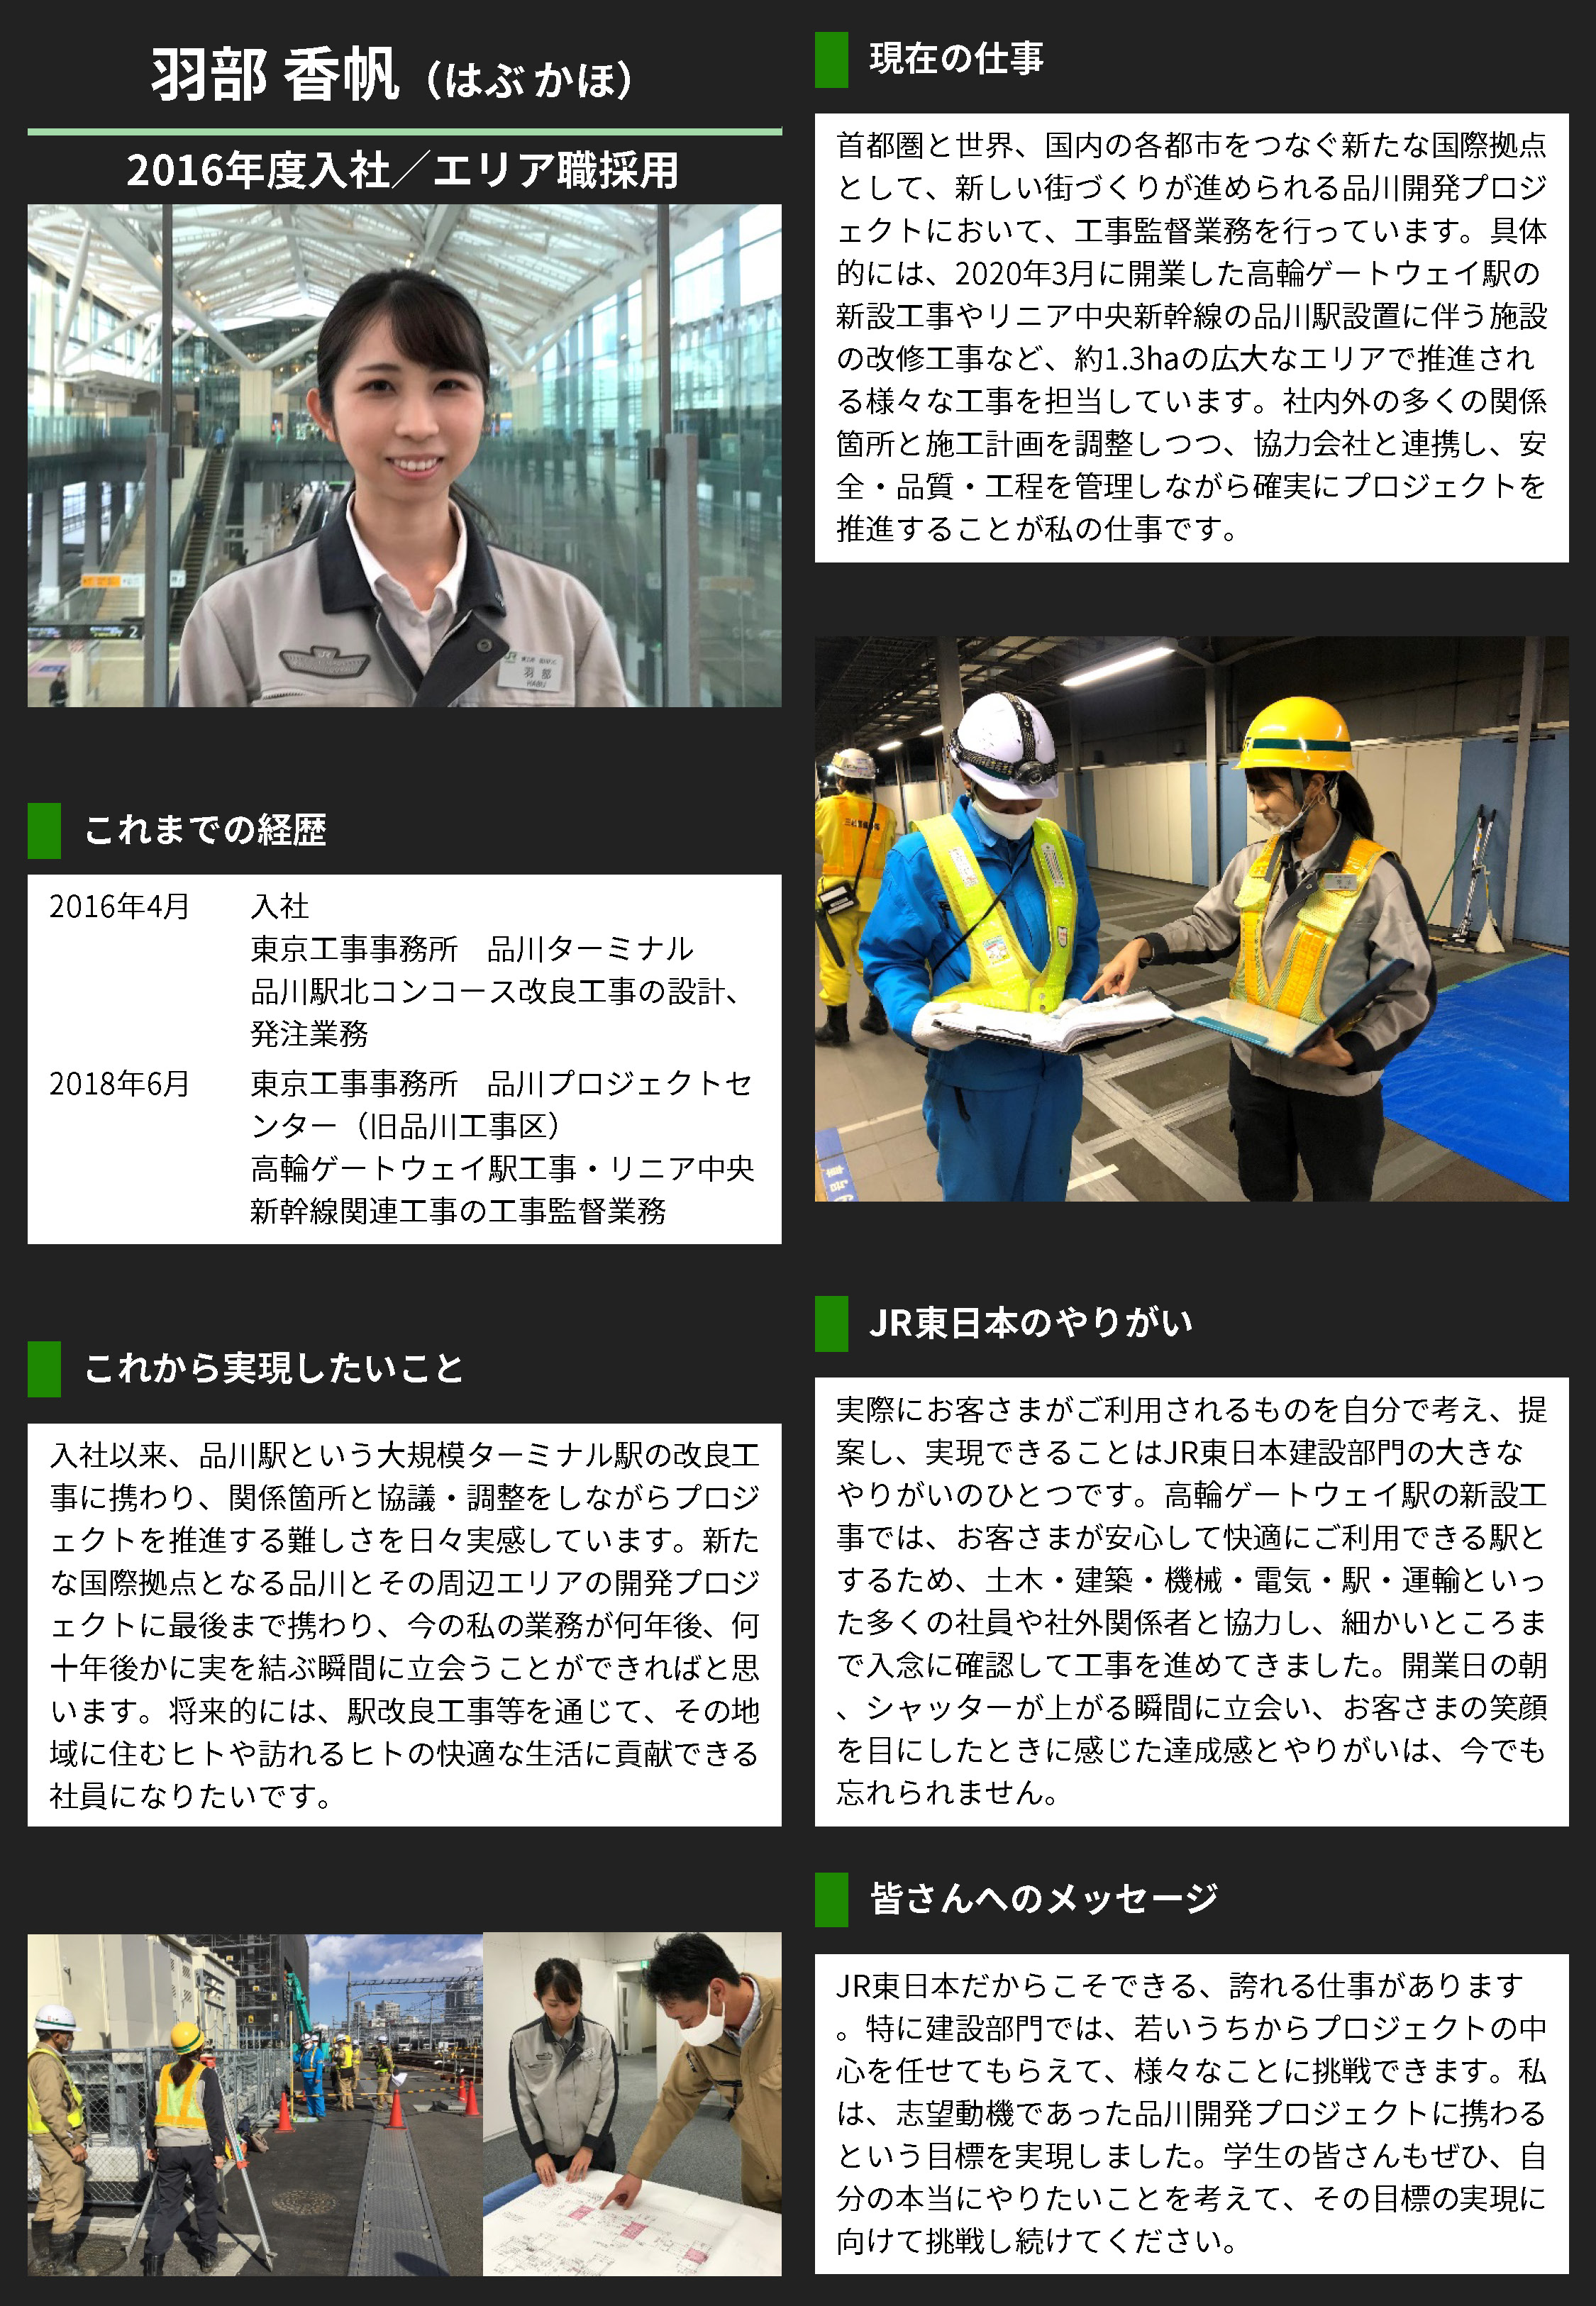 羽部 香帆（はぶ かほ）
2016年度入社／エリア職採用
2
JR
羽 部
HABU
これまでの経歴
2016年4月 入社
東京工事事務所　品川ターミナル
品川駅北コンコース改良工事の設計、
発注業務
2018年6月 東京工事事務所　品川プロジェクトセ
ンター（旧品川工事区）
高輪ゲートウェイ駅工事・リニア中央
新幹線関連工事の工事監督業務
これから実現したいこと
入社以来、品川駅という大規模ターミナル駅の改良工
事に携わり、関係箇所と協議・調整をしながらプロジ
ェクトを推進する難しさを日々実感しています。新た
な国際拠点となる品川とその周辺エリアの開発プロジ
ェクトに最後まで携わり、今の私の業務が何年後、何
十年後かに実を結ぶ瞬間に立会うことができればと思
います。将来的には、駅改良工事等を通じて、その地
域に住むヒトや訪れるヒトの快適な生活に貢献できる
社員になりたいです。
現在の仕事
首都圏と世界、国内の各都市をつなぐ新たな国際拠点
として、新しい街づくりが進められる品川開発プロジ
ェクトにおいて、工事監督業務を行っています。具体
的には、2020年3月に開業した高輪ゲートウェイ駅の
新設工事やリニア中央新幹線の品川駅設置に伴う施設
の改修工事など、約1.3haの広大なエリアで推進され
る様々な工事を担当しています。社内外の多くの関係
箇所と施工計画を調整しつつ、協力会社と連携し、安
全・品質・工程を管理しながら確実にプロジェクトを
推進することが私の仕事です。
JR東日本のやりがい
実際にお客さまがご利用されるものを自分で考え、提
案し、実現できることはJR東日本建設部門の大きな
やりがいのひとつです。高輪ゲートウェイ駅の新設工
事では、お客さまが安心して快適にご利用できる駅と
するため、土木・建築・機械・電気・駅・運輸といっ
た多くの社員や社外関係者と協力し、細かいところま
で入念に確認して工事を進めてきました。開業日の朝
、シャッターが上がる瞬間に立会い、お客さまの笑顔
を目にしたときに感じた達成感とやりがいは、今でも
忘れられません。
皆さんへのメッセージ
JR東日本だからこそできる、誇れる仕事があります
。特に建設部門では、若いうちからプロジェクトの中
心を任せてもらえて、様々なことに挑戦できます。私
は、志望動機であった品川開発プロジェクトに携わる
という目標を実現しました。学生の皆さんもぜひ、自
分の本当にやりたいことを考えて、その目標の実現に
向けて挑戦し続けてください。